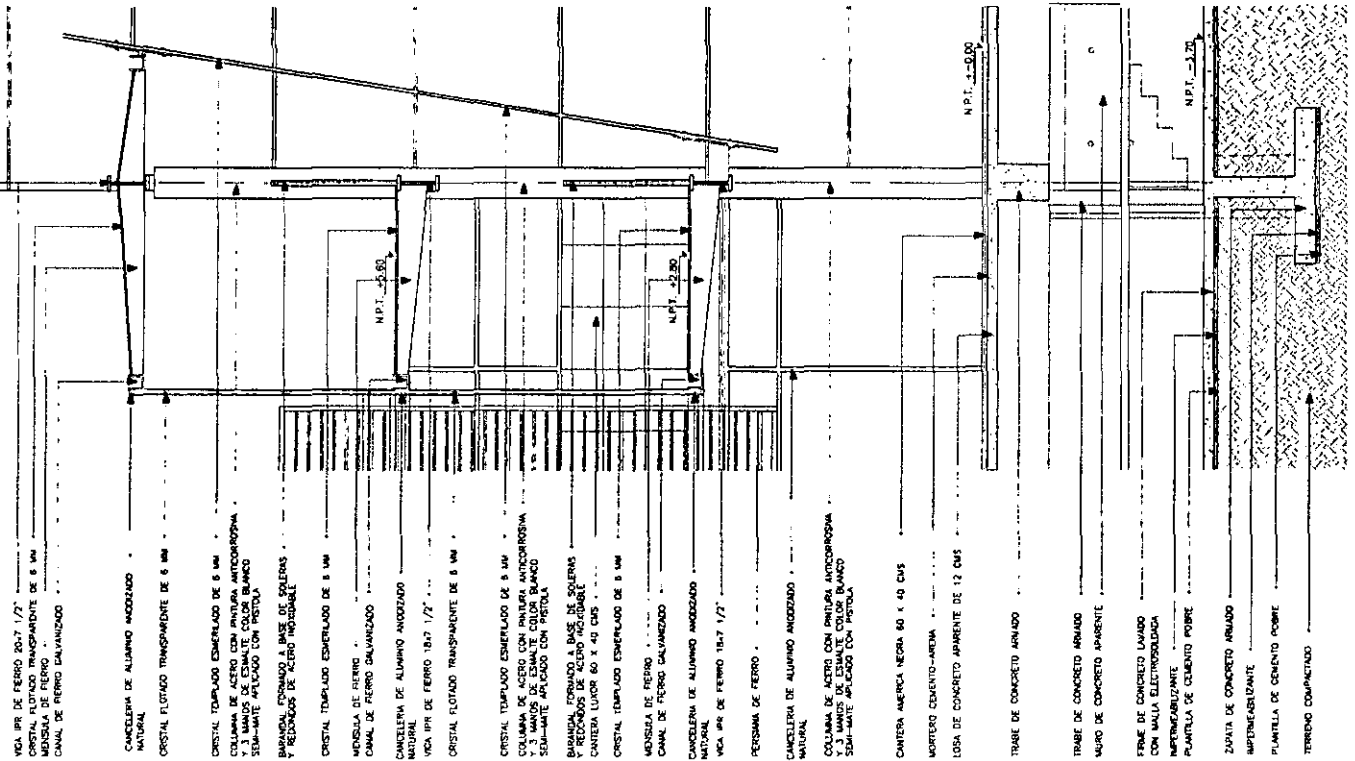 VIGA IPR DE FIERRO 20x7 1/2"
CRISTAL FLOTADO TRANSPARENTE DE 6 MM
MENSULA DE FIERRO
CANAL DE FIERRO GALVANIZADO
CANCELERIA DE ALUMINIO ANODIZADO
NATURAL
CRISTAL FLOTADO TRANSPARENTE DE 6 MM
CRISTAL TEMPLADO ESMERILADO DE 6 MM
COLUMNA DE ACERO CON PINTURA ANTICORROSIVA
Y 3 MANOS DE ESMALTE COLOR BLANCO
SEMI-MATE APLICADO CON PISTOLA
BARANDAL FORMADO A BASE DE SOLERAS
Y REDONDOS DE ACERO INOXIDABLE
CRISTAL TEMPLADO ESMERILADO DE 6 MM
MENSULA DE FIERRO
CANAL DE FIERRO GALVANIZADO
CANCELERIA DE ALUMINIO ANODIZADO
NATURAL
VIGA IPR DE FIERRO 18x7 1/2"
CRISTAL FLOTADO TRANSPARENTE DE 6 MM
CRISTAL TEMPLADO ESMERILADO DE 6 MM
COLUMNA DE ACERO CON PINTURA ANTICORROSIVA
Y 3 MANOS DE ESMALTE COLOR BLANCO
SEMI-MATE APLICADO CON PISTOLA
BARANDAL FORMADO A BASE DE SOLERAS
Y REDONDOS DE ACERO INOXIDABLE
CANTERA LUXOR 60 X 40 CMS
CRISTAL TEMPLADO ESMERILADO DE 6 MM
MENSULA DE FIERRO
CANAL DE FIERRO GALVANIZADO
CANCELERIA DE ALUMINIO ANODIZADO
NATURAL
VIGA IPR DE FIERRO 18x7 1/2"
PERSIANA DE FIERRO
CANCELERIA DE ALUMINIO ANODIZADO
NATURAL
COLUMNA DE ACERO CON PINTURA ANTICORROSIVA
Y 3 MANOS DE ESMALTE COLOR BLANCO
SEMI-MATE APLICADO CON PISTOLA
CANTERA AMERICA NEGRA 60 X 40 CMS
MORTERO CEMENTO-ARENA
LOSA DE CONCRETO APARENTE DE 12 CMS
TRABE DE CONCRETO ARMADO
TRABE DE CONCRETO ARMADO
MURO DE CONCRETO APARENTE
FIRME DE CONCRETO LAVADO
CON MALLA ELECTROSOLDADA
IMPERMEABILIZANTE
PLANTILLA DE CEMENTO POBRE
ZAPATA DE CONCRETO ARMADO
IMPERMEABILIZANTE
PLANTILLA DE CEMENTO POBRE
TERRENO COMPACTADO
N.P.T. +5.60
N.P.T. +2.80
N.P.T. +-0.00
N.P.T. -3.70